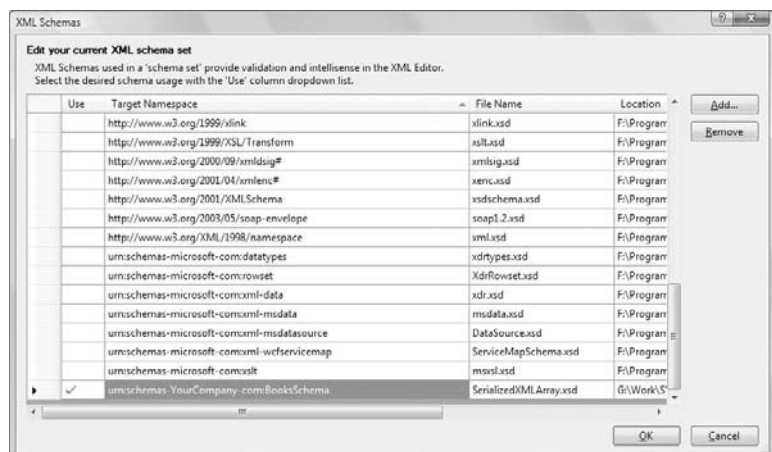 XML Schemas
Edit your current XML schema set
XML Schemas used in a 'schema set' provide validation and intellisense in the XML Editor.
Select the desired schema usage with the 'Use' column dropdown list.
Use Target Namespace File Name Location
http://www.w3.org/1999/xlink xlink.xsd F:\Program
http://www.w3.org/1999/XSL/Transform xslt.xsd F:\Program
http://www.w3.org/2000/09/xmldsig# xmlsig.xsd F:\Program
http://www.w3.org/2001/04/xmlenc# xenc.xsd F:\Program
http://www.w3.org/2001/XMLSchema xsdschema.xsd F:\Program
http://www.w3.org/2003/05/soap-envelope soap1.2.xsd F:\Program
http://www.w3.org/XML/1998/namespace xml.xsd F:\Program
urn:schemas-microsoft-com:datatypes xdrtypes.xsd F:\Program
urn:schemas-microsoft-com:rowset XdrRowset.xsd F:\Program
urn:schemas-microsoft-com:xml-data xdr.xsd F:\Program
urn:schemas-microsoft-com:xml-msdata msdata.xsd F:\Program
urn:schemas-microsoft-com:xml-msdatasource DataSource.xsd F:\Program
urn:schemas-microsoft-com:xml-wcfservicemap ServiceMapSchema.xsd F:\Program
urn:schemas-microsoft-com:xslt msxsl.xsd F:\Program
urn:schemas-YourCompany-com:BooksSchema SerializedXMLArray.xsd G:\Work\S
Add...
Remove
OK Cancel